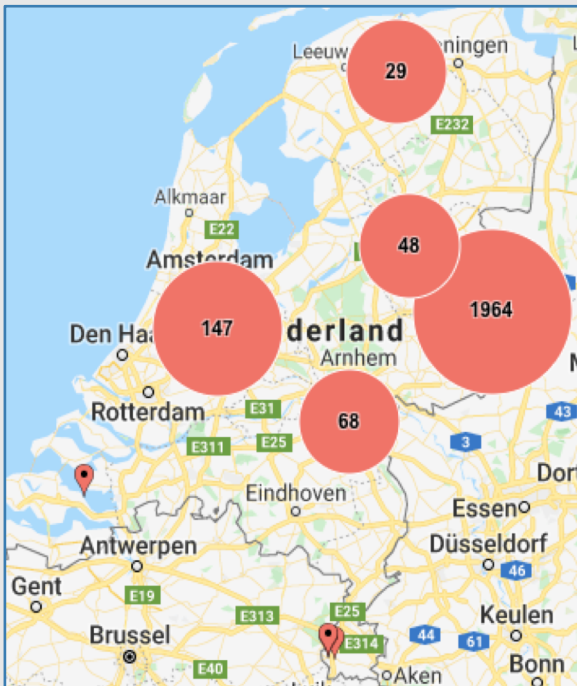 Leeuw
eningen
29
E232
Alkmaar
E22
48
Amsterdam
1964
147
derland
Den Haa
Arnhem
Rotterdam
E31
43
68
E311
E25
3
Eindhoven
Dort
Essen
Antwerpen
Düsseldorf
46
Gent
E19
E25
E313
Keulen
Brussel
E314
44
61
E40
Aken
Bonn